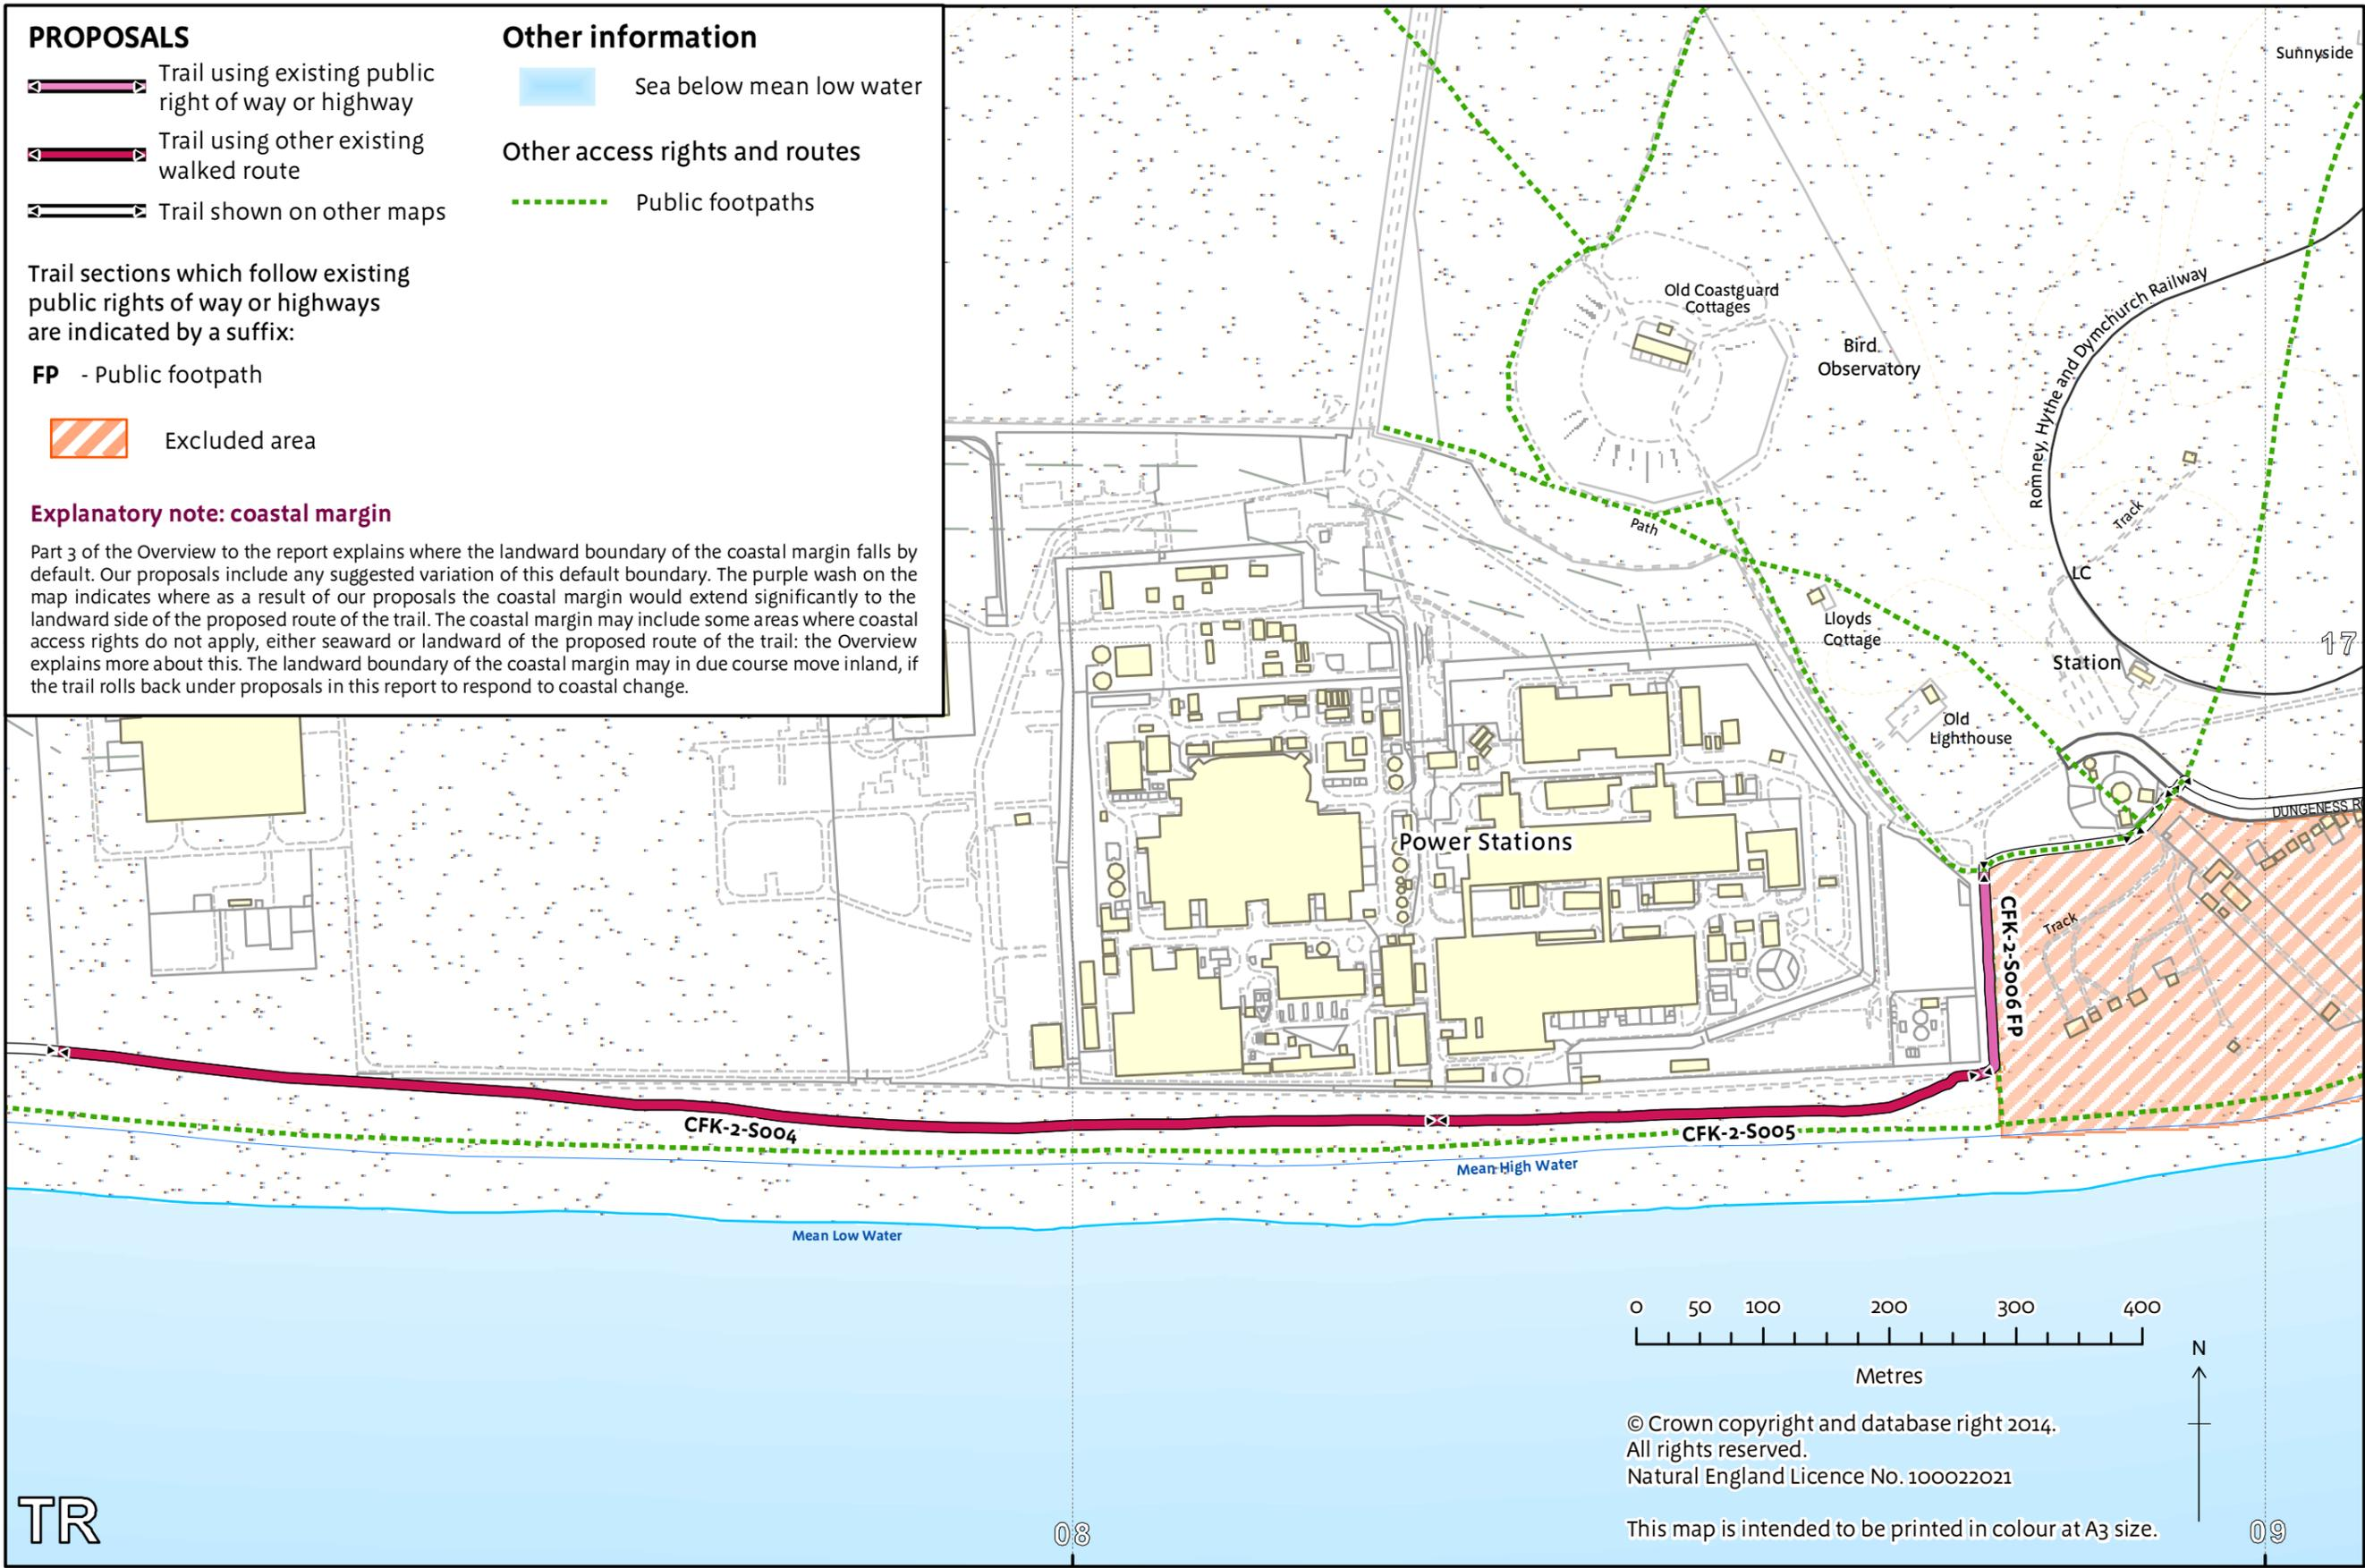 PROPOSALS
Trail using existing public
right of way or highway
Trail using other existing
walked route
Trail shown on other maps
Trail sections which follow existing
public rights of way or highways
are indicated by a suffix:
FP - Public footpath
Excluded area
Other information
Sea below mean low water
Other access rights and routes
Public footpaths
Explanatory note: coastal margin
Part 3 of the Overview to the report explains where the landward boundary of the coastal margin falls by
default. Our proposals include any suggested variation of this default boundary. The purple wash on the
map indicates where as a result of our proposals the coastal margin would extend significantly to the
landward side of the proposed route of the trail. The coastal margin may include some areas where coastal
access rights do not apply, either seaward or landward of the proposed route of the trail: the Overview
explains more about this. The landward boundary of the coastal margin may in due course move inland, if
the trail rolls back under proposals in this report to respond to coastal change.
Sunnyside
Old Coastguard
Cottages
Bird
Observatory
Romney, Hythe and Dymchurch Railway
Track
Path
LC
Lloyds
Cottage
17
Station
Old
Lighthouse
DUNGENESS R
Power Stations
Track
CFK-2-S006 FP
CFK-2-S004
CFK-2-S005
Mean High Water
Mean Low Water
0 50 100 200 300 400
Metres
N
© Crown copyright and database right 2014.
All rights reserved.
Natural England Licence No. 100022021
This map is intended to be printed in colour at A3 size.
TR
08
09